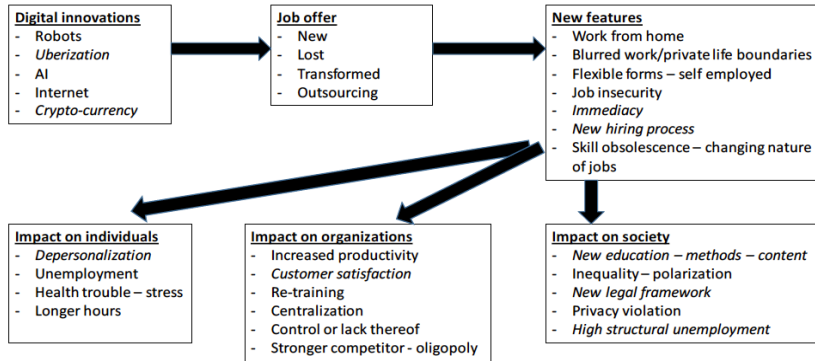 Digital innovations
- Robots
- Uberization
- AI
- Internet
- Crypto-currency
Job offer
- New
- Lost
- Transformed
- Outsourcing
New features
- Work from home
- Blurred work/private life boundaries
- Flexible forms – self employed
- Job insecurity
- Immediacy
- New hiring process
- Skill obsolescence – changing nature
of jobs
Impact on individuals
- Depersonalization
- Unemployment
- Health trouble – stress
- Longer hours
Impact on organizations
- Increased productivity
- Customer satisfaction
- Re-training
- Centralization
- Control or lack thereof
- Stronger competitor - oligopoly
Impact on society
- New education – methods – content
- Inequality – polarization
- New legal framework
- Privacy violation
- High structural unemployment